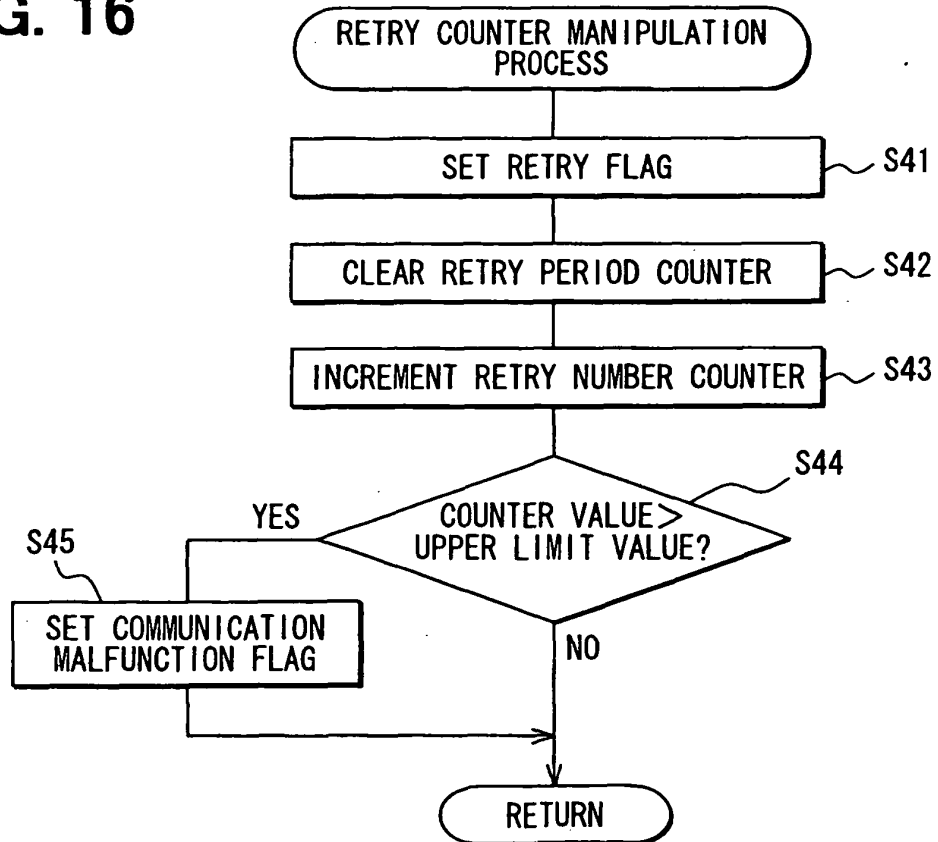 G. 16
RETRY COUNTER MANIPULATION
PROCESS
SET RETRY FLAG
S41
CLEAR RETRY PERIOD COUNTER
S42
INCREMENT RETRY NUMBER COUNTER
S43
S44
COUNTER VALUE>
UPPER LIMIT VALUE?
YES
S45
SET COMMUNICATION
MALFUNCTION FLAG
NO
RETURN